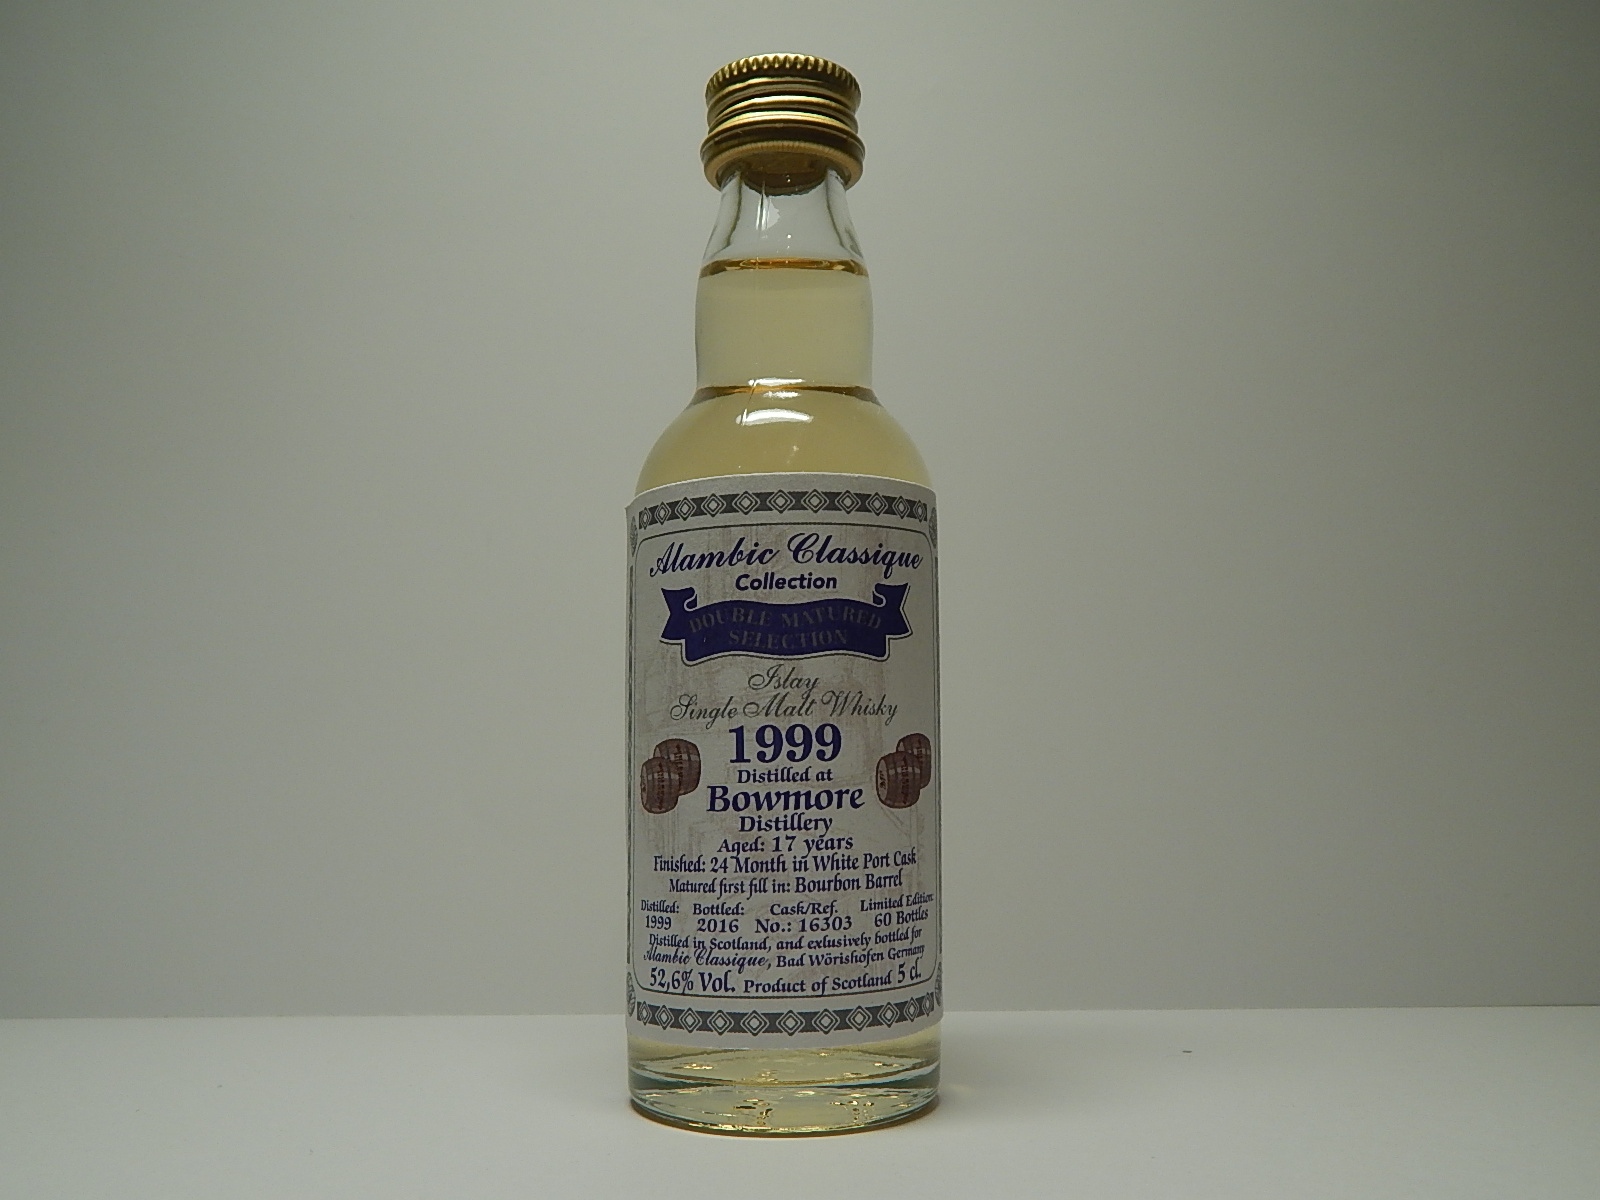 Alambic Classique
Collection
DOUBLE MATURED
SELECTION
Islay
Single Malt Whisky
1999
Distilled at
Bowmore
Distillery
Aged: 17 years
Finished: 24 Month in White Port Cask
Matured first fill in: Bourbon Barrel
Distilled: Bottled: Cask/Ref. Limited Edition:
1999 2016 No.: 16303 60 Bottles
Distilled in Scotland, and exlusively bottled for
Alambic Classique, Bad Wörishofen Germany
52,6% Vol. Product of Scotland 5 cl.